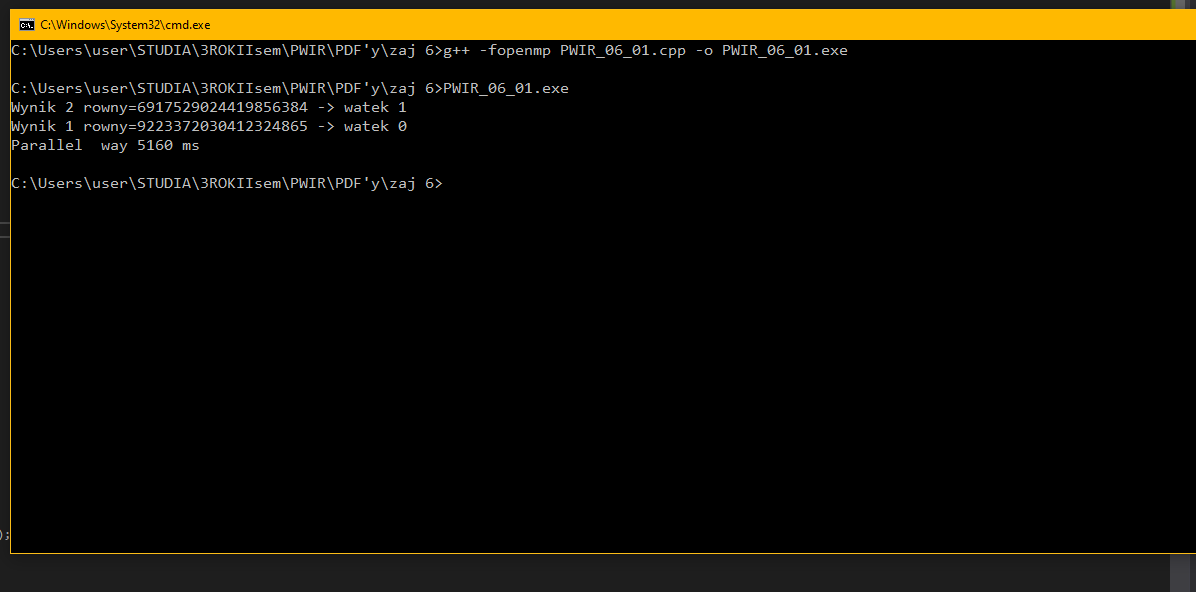 C:\Windows\System32\cmd.exe
C:\Users\user\STUDIA\3ROKIIsem\PWIR\PDF'y\zaj 6>g++ -fopenmp PWIR_06_01.cpp -o PWIR_06_01.exe
C:\Users\user\STUDIA\3ROKIIsem\PWIR\PDF'y\zaj 6>PWIR_06_01.exe
Wynik 2 rowny=6917529024419856384 -> watek 1
Wynik 1 rowny=9223372030412324865 -> watek 0
Parallel  way 5160 ms
C:\Users\user\STUDIA\3ROKIIsem\PWIR\PDF'y\zaj 6>
);